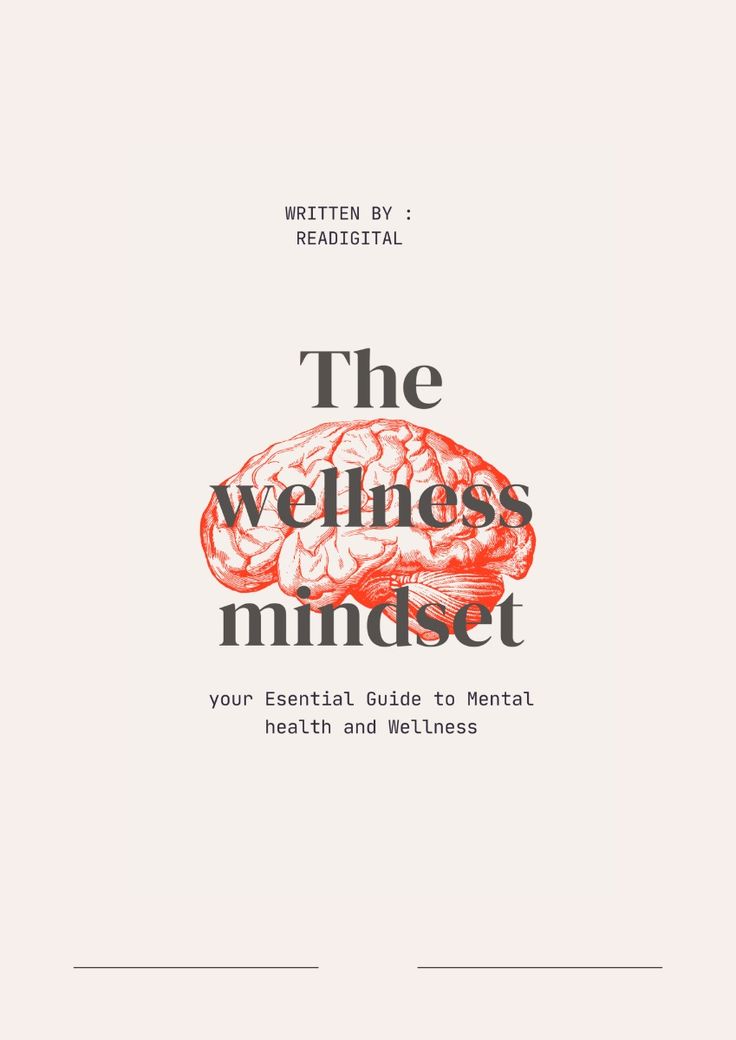 WRITTEN BY :
READIGITAL
The
wellness
mindset
your Esential Guide to Mental
health and Wellness